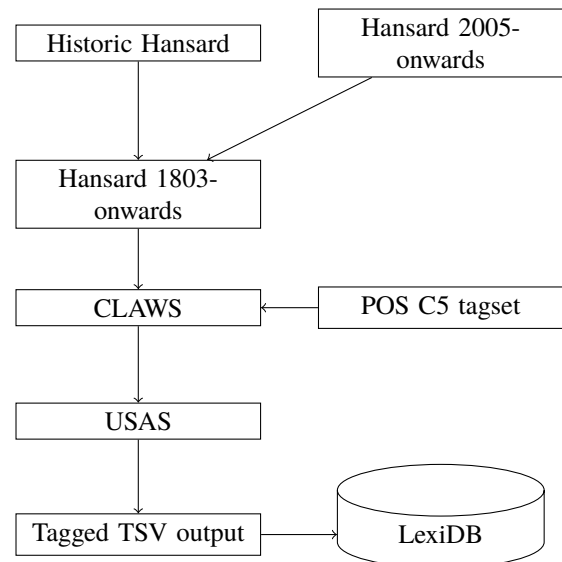 Historic Hansard
Hansard 2005-
onwards
Hansard 1803-
onwards
CLAWS
POS C5 tagset
USAS
Tagged TSV output
LexiDB